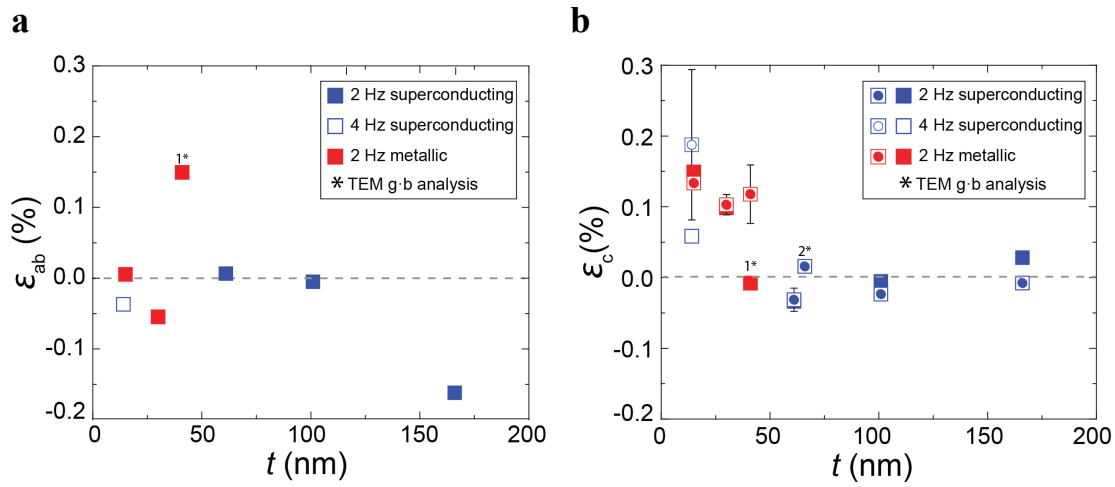 a
0.3
0.2
0.1
0.0
-0.1
-0.2
ε_ab (%)
0
50
100
150
200
t (nm)
2 Hz superconducting
4 Hz superconducting
2 Hz metallic
* TEM g·b analysis
1*
b
0.3
0.2
0.1
0.0
-0.1
-0.2
ε_c(%)
0
50
100
150
200
t (nm)
2 Hz superconducting
4 Hz superconducting
2 Hz metallic
* TEM g·b analysis
1*
2*